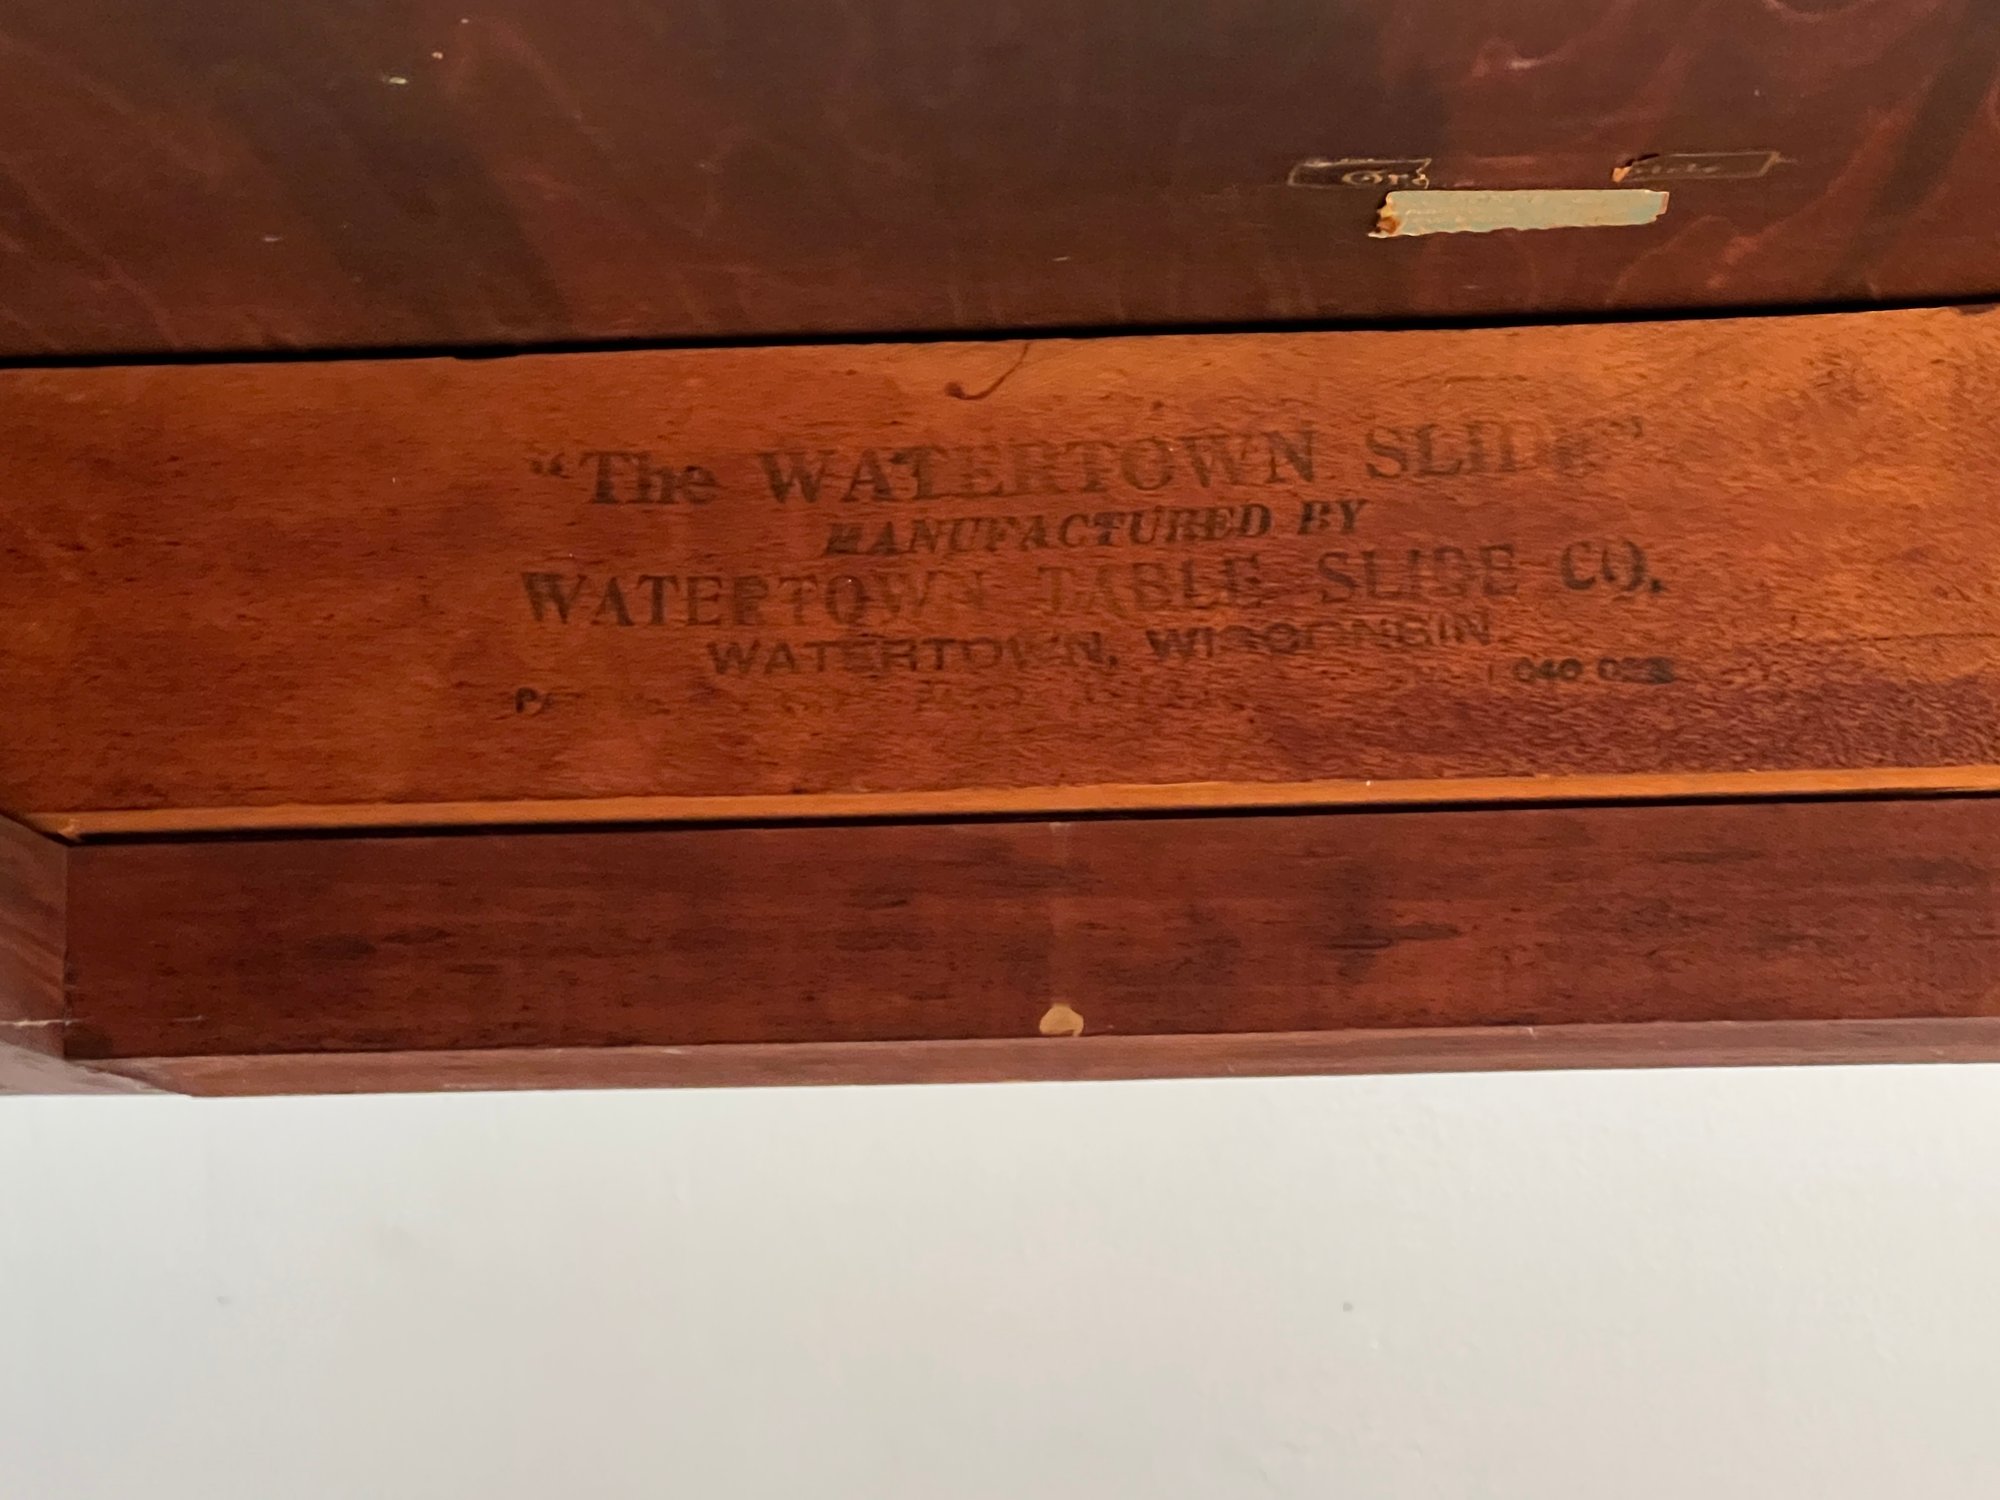 "The WATERTOWN SLIDE"
MANUFACTURED BY
WATERTOWN TABLE SLIDE CO.
WATERTOWN, WISCONSIN.